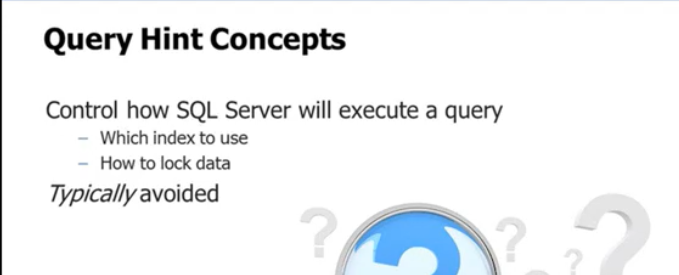 Query Hint Concepts
Control how SQL Server will execute a query
– Which index to use
– How to lock data
Typically avoided